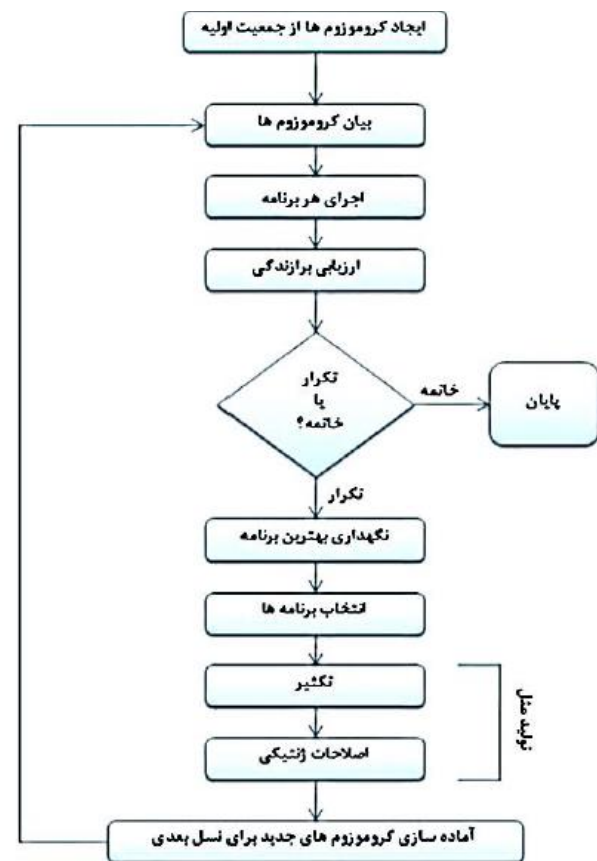 ایجاد کروموزوم ها از جمعیت اولیه
بیان کروموزوم ها
اجرای هر برنامه
ارزیابی برازندگی
تکرار
یا
خاتمه؟
خاتمه
پایان
تکرار
نگهداری بهترین برنامه
انتخاب برنامه ها
تکثیر
اصلاحات ژنتیکی
تولید مثل
آماده سازی کروموزوم های جدید برای نسل بعدی